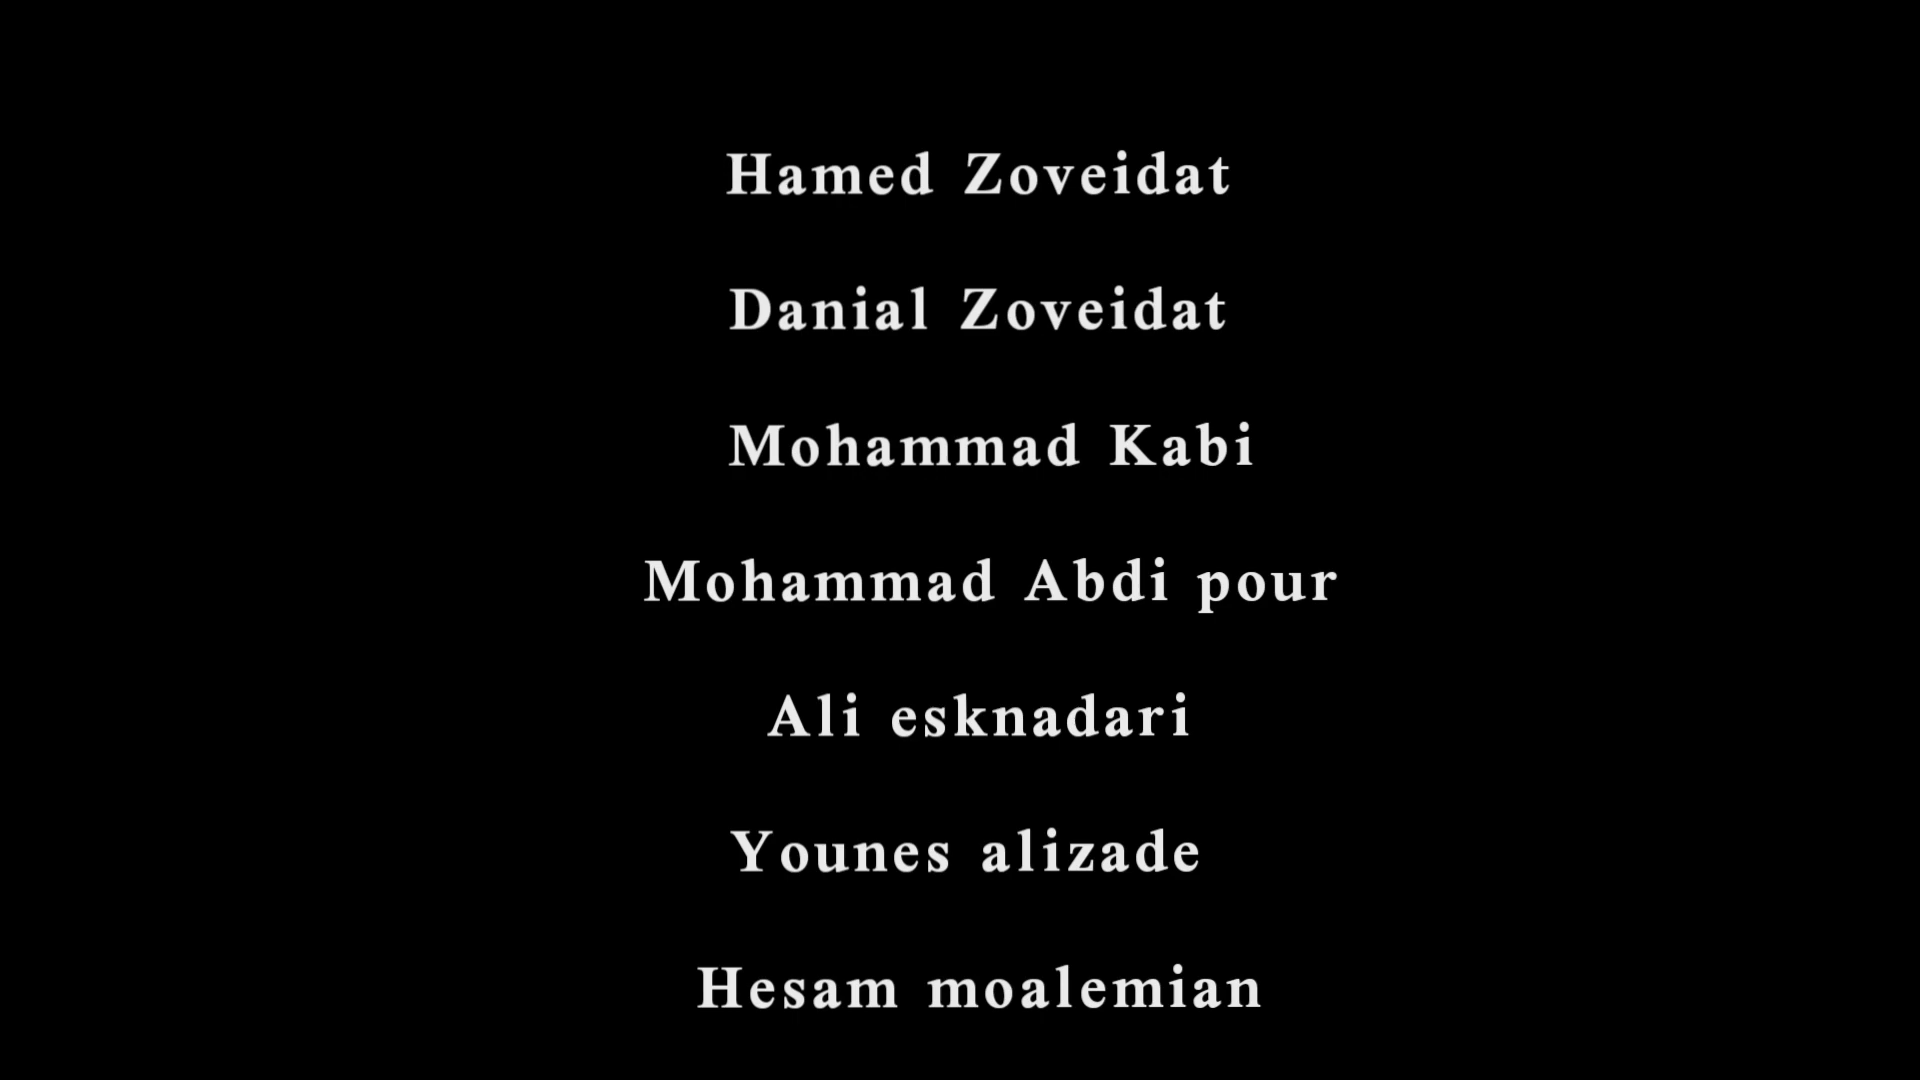 Hamed Zoveidat
Danial Zoveidat
Mohammad Kabi
Mohammad Abdi pour
Ali esknadari
Younes alizade
Hesam moalemian